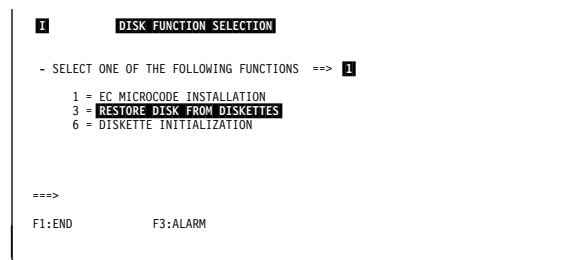 I DISK FUNCTION SELECTION
- SELECT ONE OF THE FOLLOWING FUNCTIONS ==> 1
1 = EC MICROCODE INSTALLATION
3 = RESTORE DISK FROM DISKETTES
6 = DISKETTE INITIALIZATION
===>
F1:END F3:ALARM